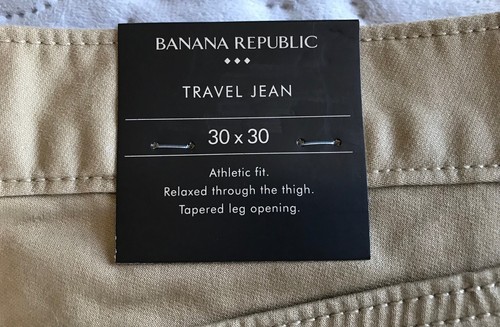 BANANA REPUBLIC
TRAVEL JEAN
30 x 30
Athletic fit.
Relaxed through the thigh.
Tapered leg opening.